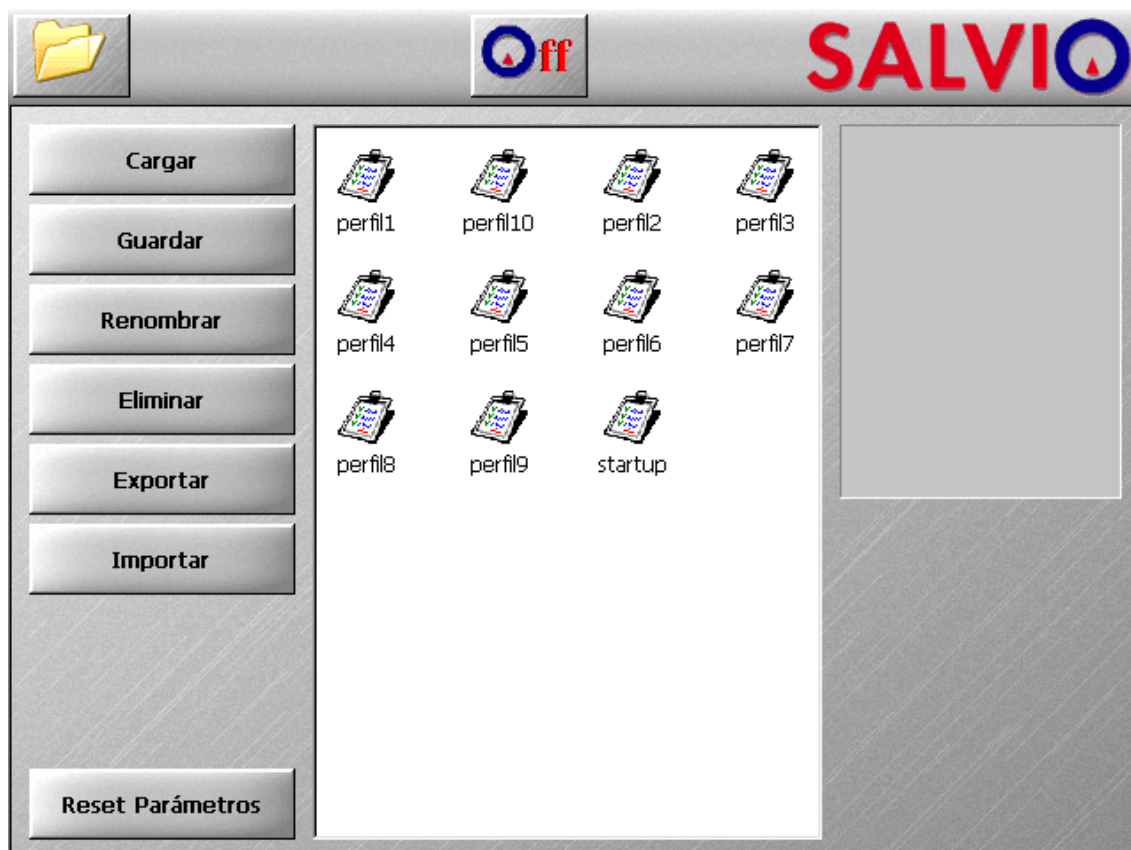 Off
SALVIO
Cargar
Guardar
Renombrar
Eliminar
Exportar
Importar
Reset Parámetros
perfil1 perfil10 perfil2 perfil3
perfil4 perfil5 perfil6 perfil7
perfil8 perfil9 startup